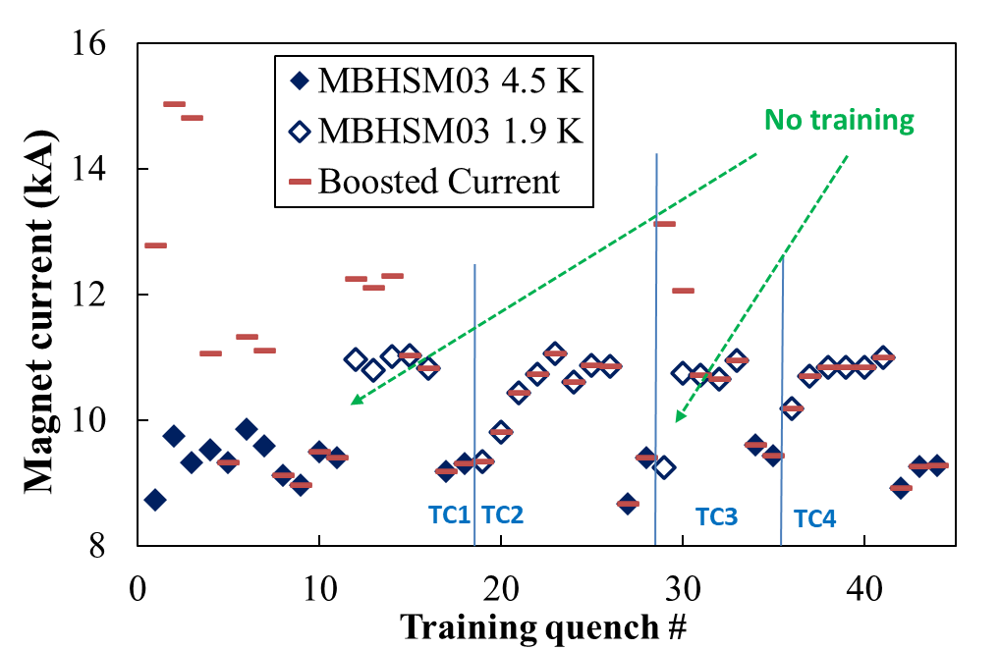 16
14
12
10
8
Magnet current (kA)
MBHSM03 4.5 K
MBHSM03 1.9 K
Boosted Current
No training
TC1
TC2
TC3
TC4
0
10
20
30
40
Training quench #